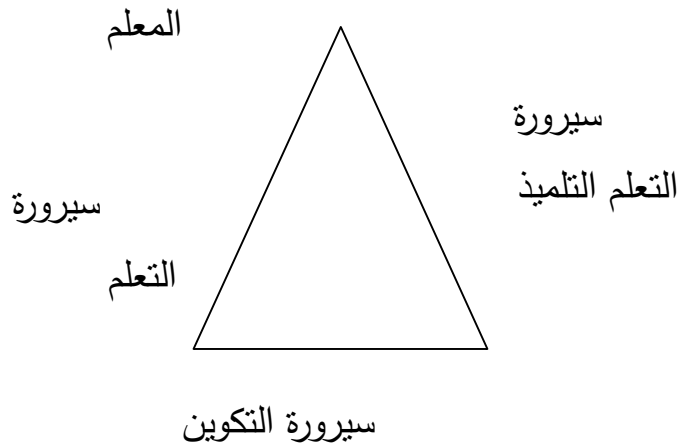 المعلم
سيرورة
التعلم التلميذ
سيرورة
التعلم
سيرورة التكوين